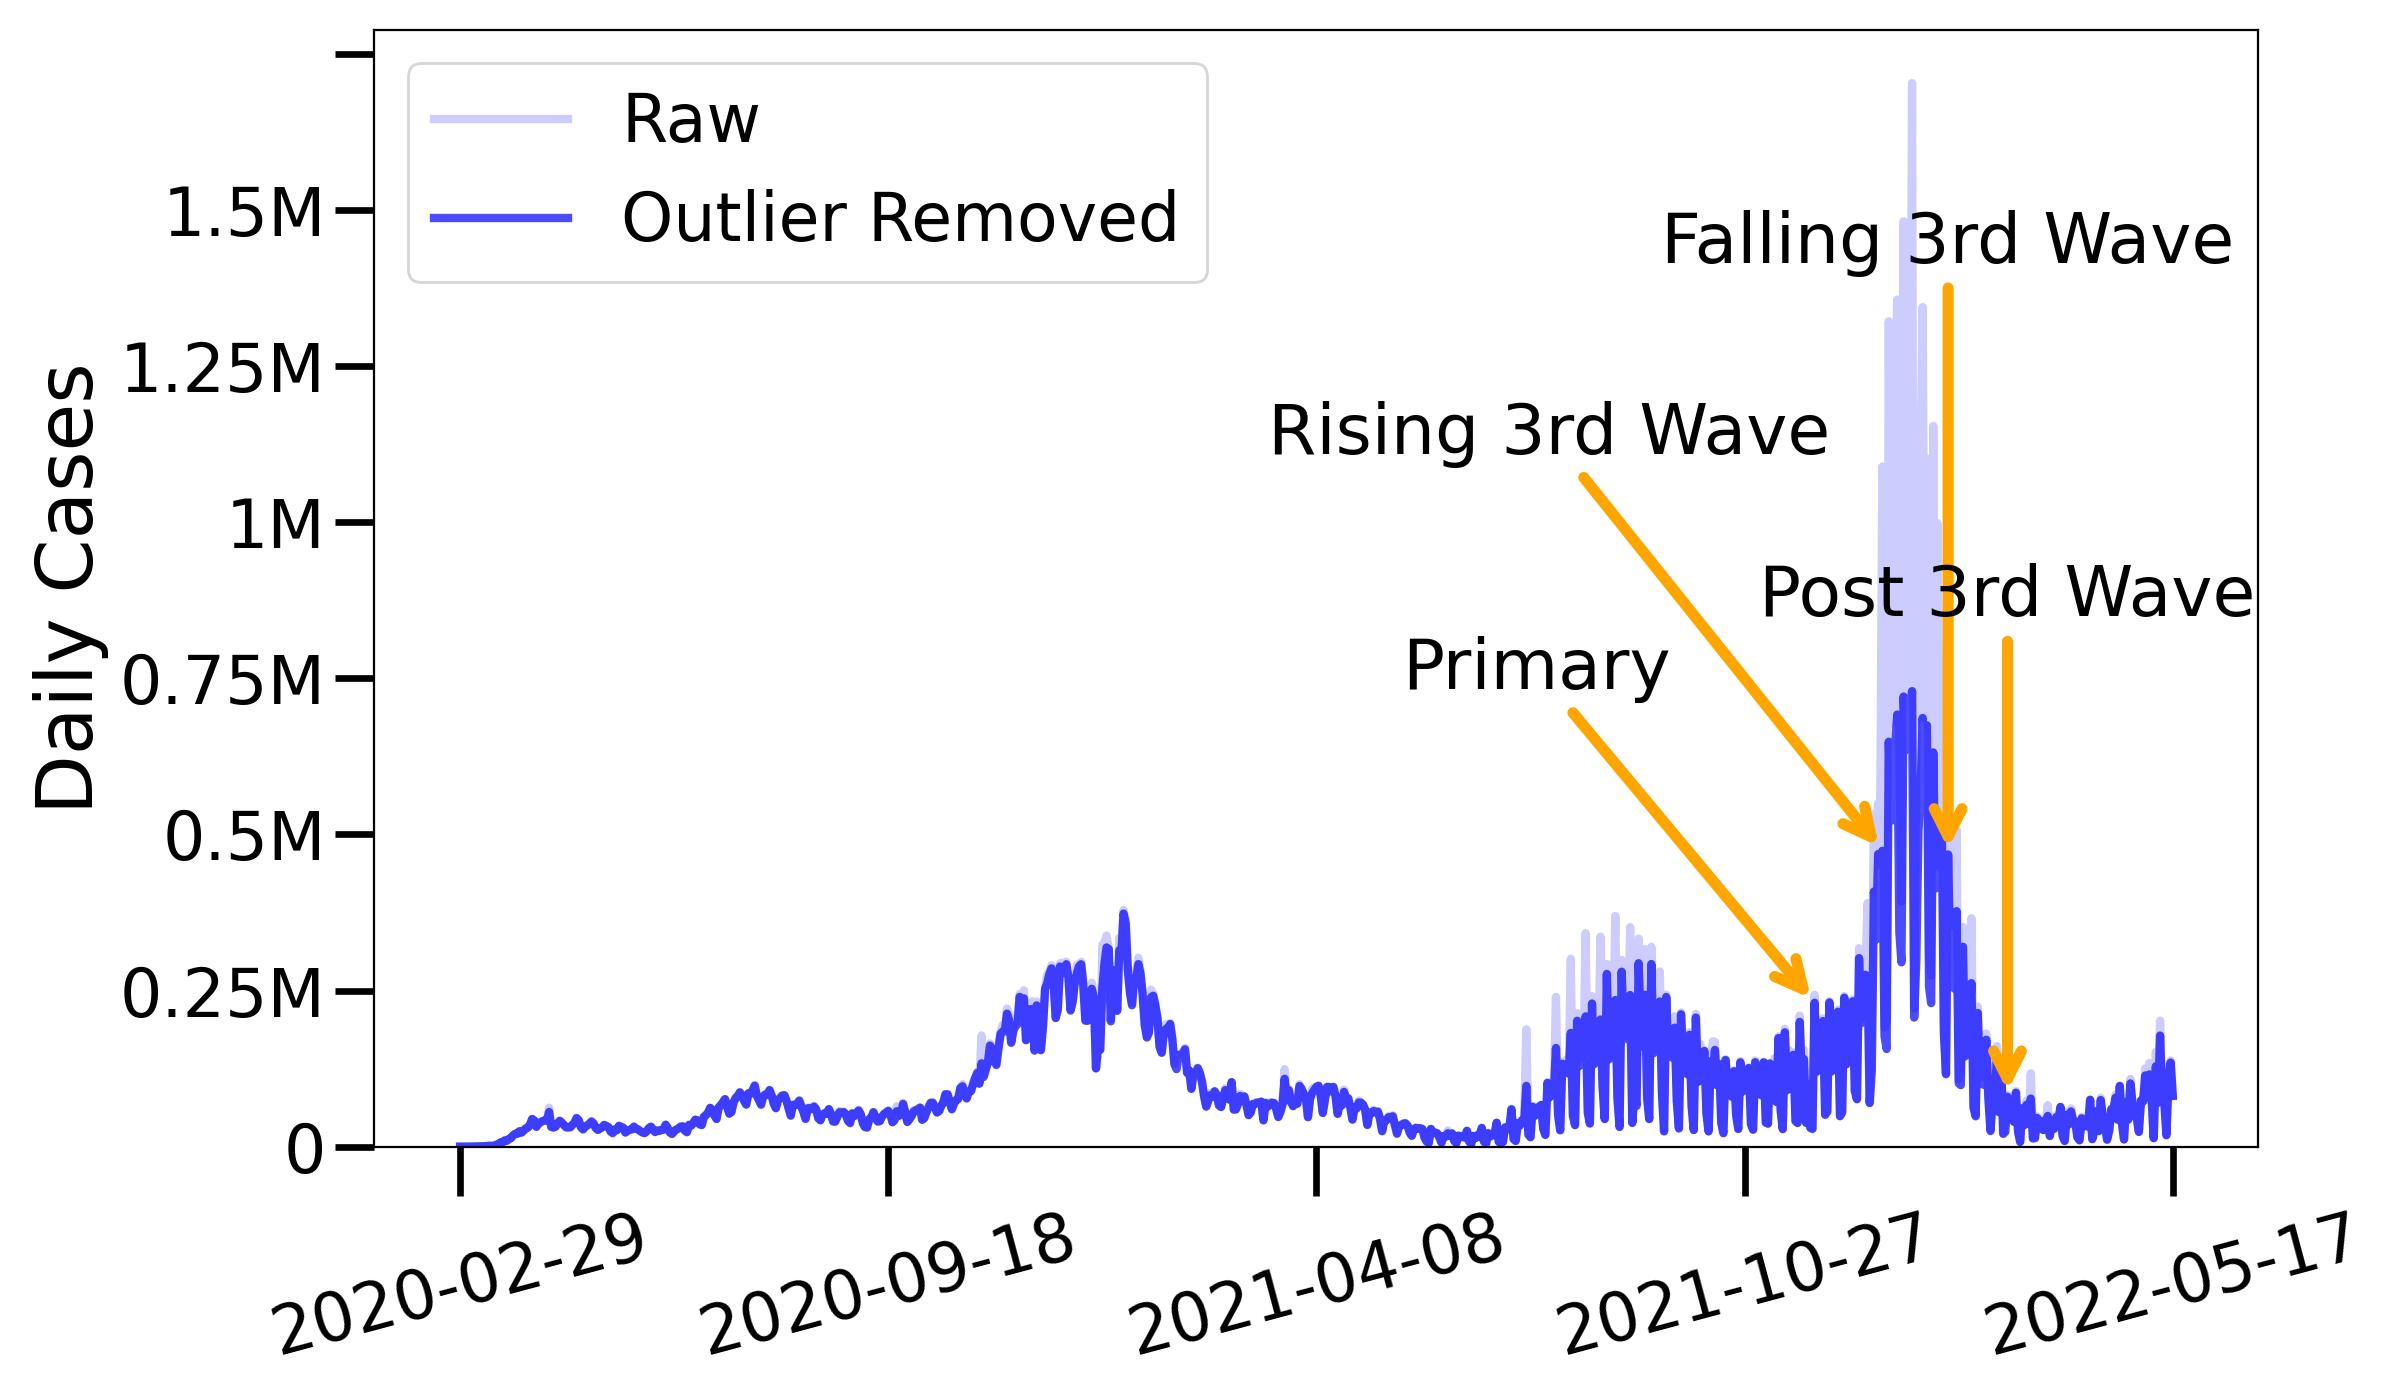 Raw
Outlier Removed
Falling 3rd Wave
Rising 3rd Wave
Post 3rd Wave
Primary
Daily Cases
1.5M
1.25M
1M
0.75M
0.5M
0.25M
0
2020-02-29
2020-09-18
2021-04-08
2021-10-27
2022-05-17